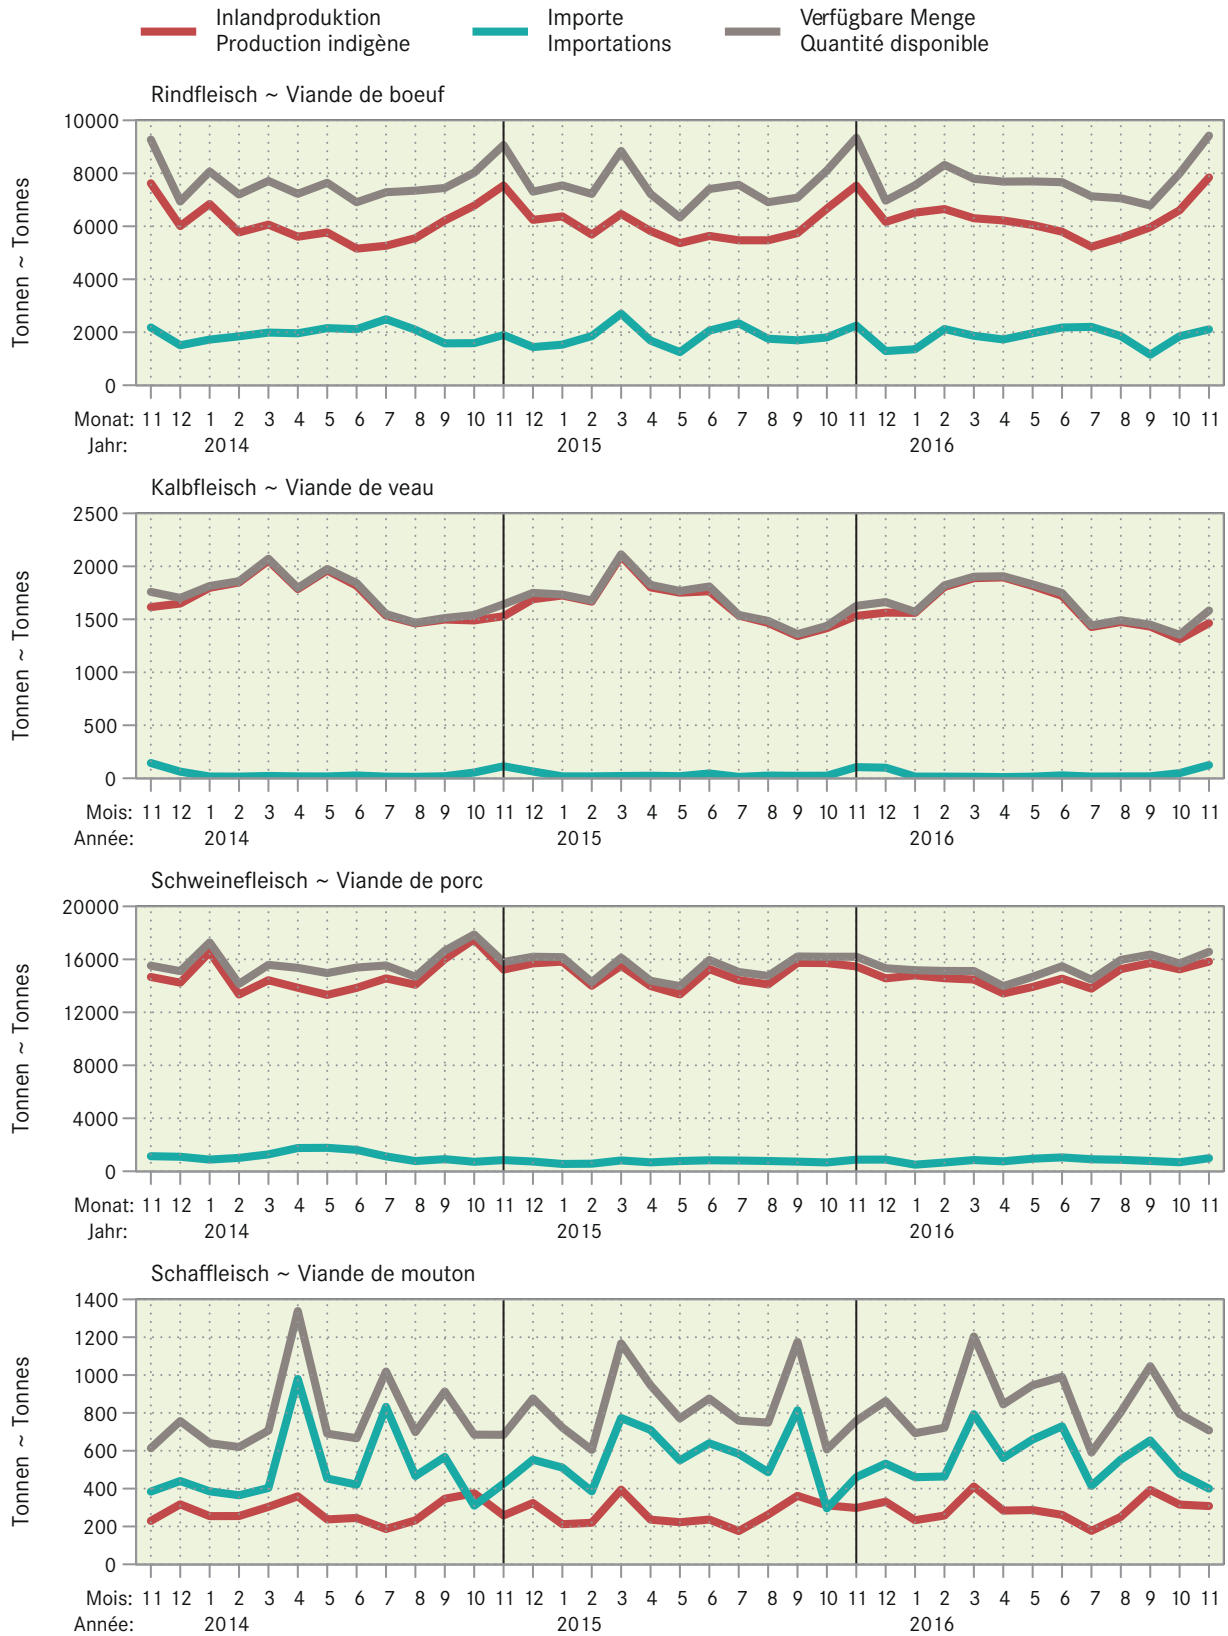 Inlandproduktion
Production indigène
Importe
Importations
Verfügbare Menge
Quantité disponible
Rindfleisch ~ Viande de boeuf
Tonnen ~ Tonnes
10000
8000
6000
4000
2000
0
Monat: 11 12 1 2 3 4 5 6 7 8 9 10 11 12 1 2 3 4 5 6 7 8 9 10 11 12 1 2 3 4 5 6 7 8 9 10 11
Jahr: 2014 2015 2016
Kalbfleisch ~ Viande de veau
Tonnen ~ Tonnes
2500
2000
1500
1000
500
0
Mois: 11 12 1 2 3 4 5 6 7 8 9 10 11 12 1 2 3 4 5 6 7 8 9 10 11 12 1 2 3 4 5 6 7 8 9 10 11
Année: 2014 2015 2016
Schweinefleisch ~ Viande de porc
Tonnen ~ Tonnes
20000
16000
12000
8000
4000
0
Monat: 11 12 1 2 3 4 5 6 7 8 9 10 11 12 1 2 3 4 5 6 7 8 9 10 11 12 1 2 3 4 5 6 7 8 9 10 11
Jahr: 2014 2015 2016
Schaffleisch ~ Viande de mouton
Tonnen ~ Tonnes
1400
1200
1000
800
600
400
200
0
Mois: 11 12 1 2 3 4 5 6 7 8 9 10 11 12 1 2 3 4 5 6 7 8 9 10 11 12 1 2 3 4 5 6 7 8 9 10 11
Année: 2014 2015 2016